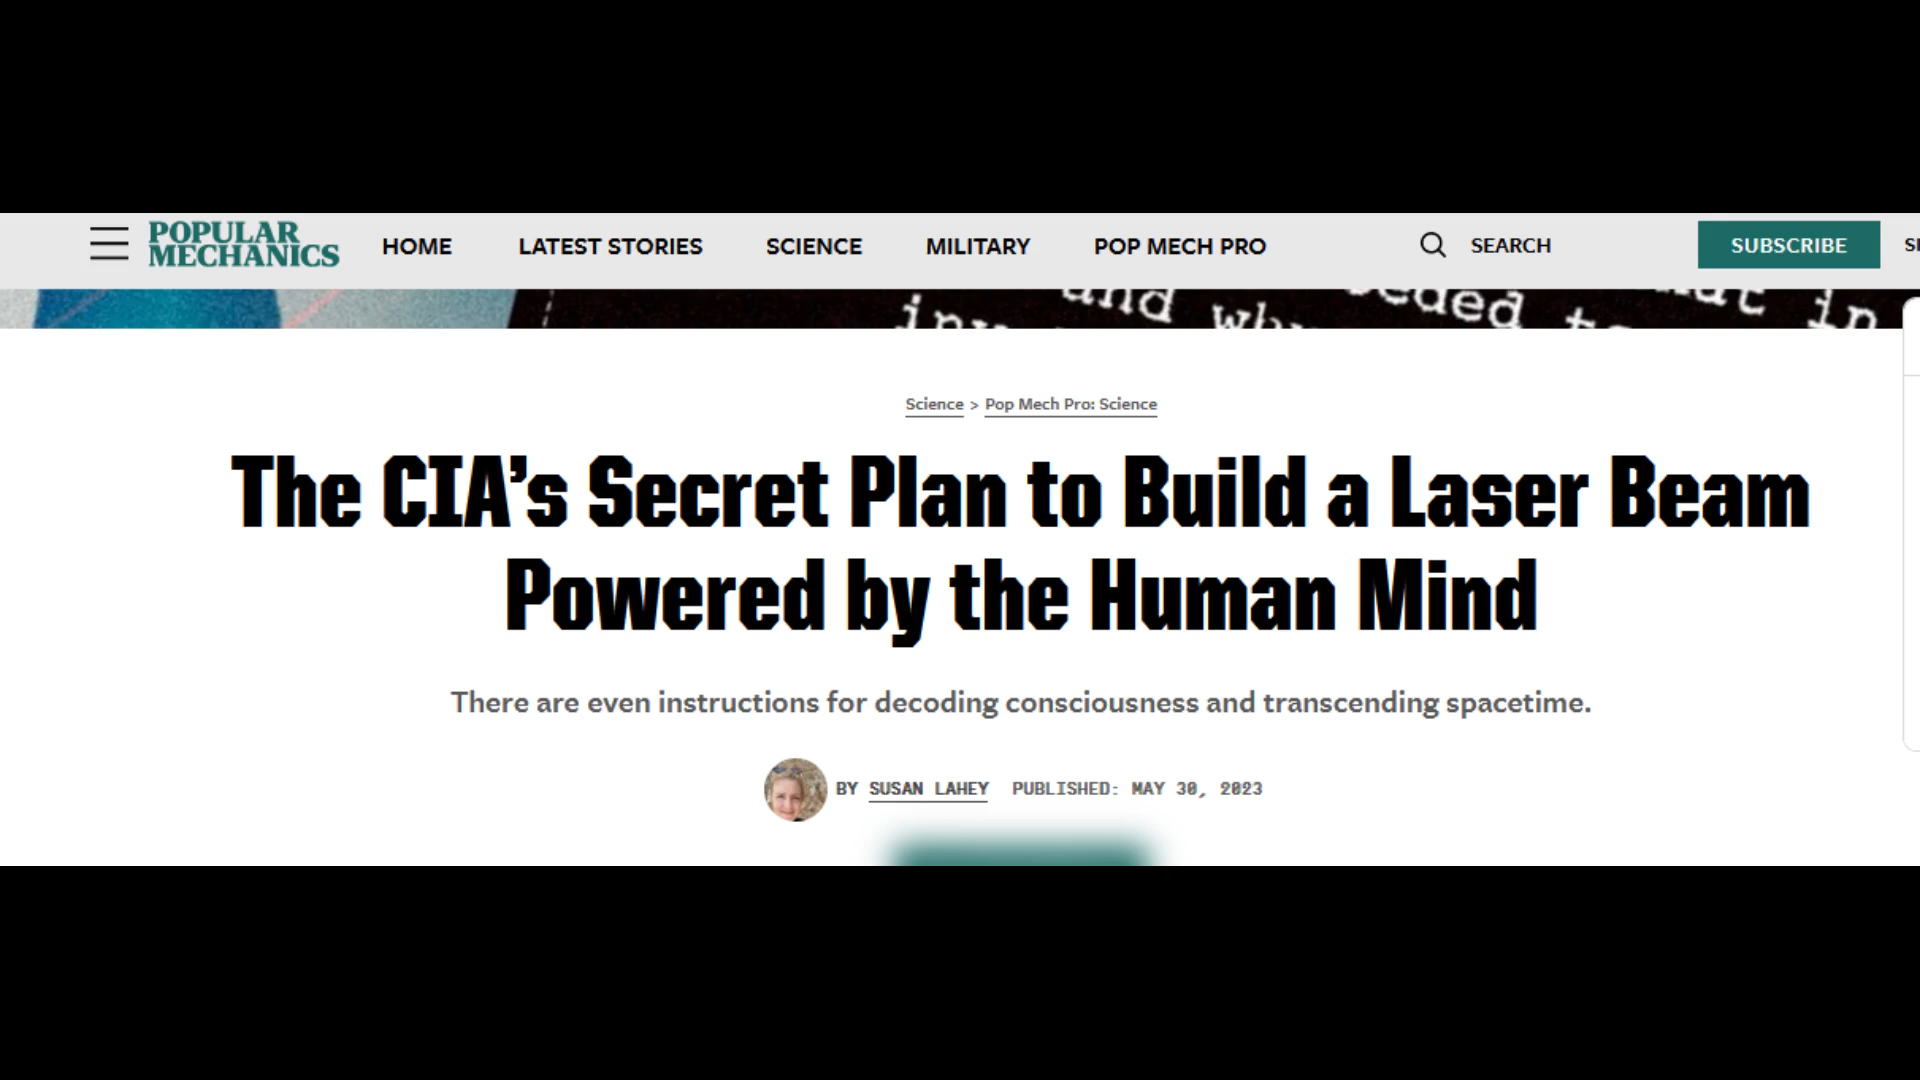 POPULAR
MECHANICS
HOME LATEST STORIES SCIENCE MILITARY POP MECH PRO SEARCH SUBSCRIBE
and
in
Science > Pop Mech Pro: Science
The CIA’s Secret Plan to Build a Laser Beam
Powered by the Human Mind
There are even instructions for decoding consciousness and transcending spacetime.
BY SUSAN LAHEY PUBLISHED: MAY 30, 2023